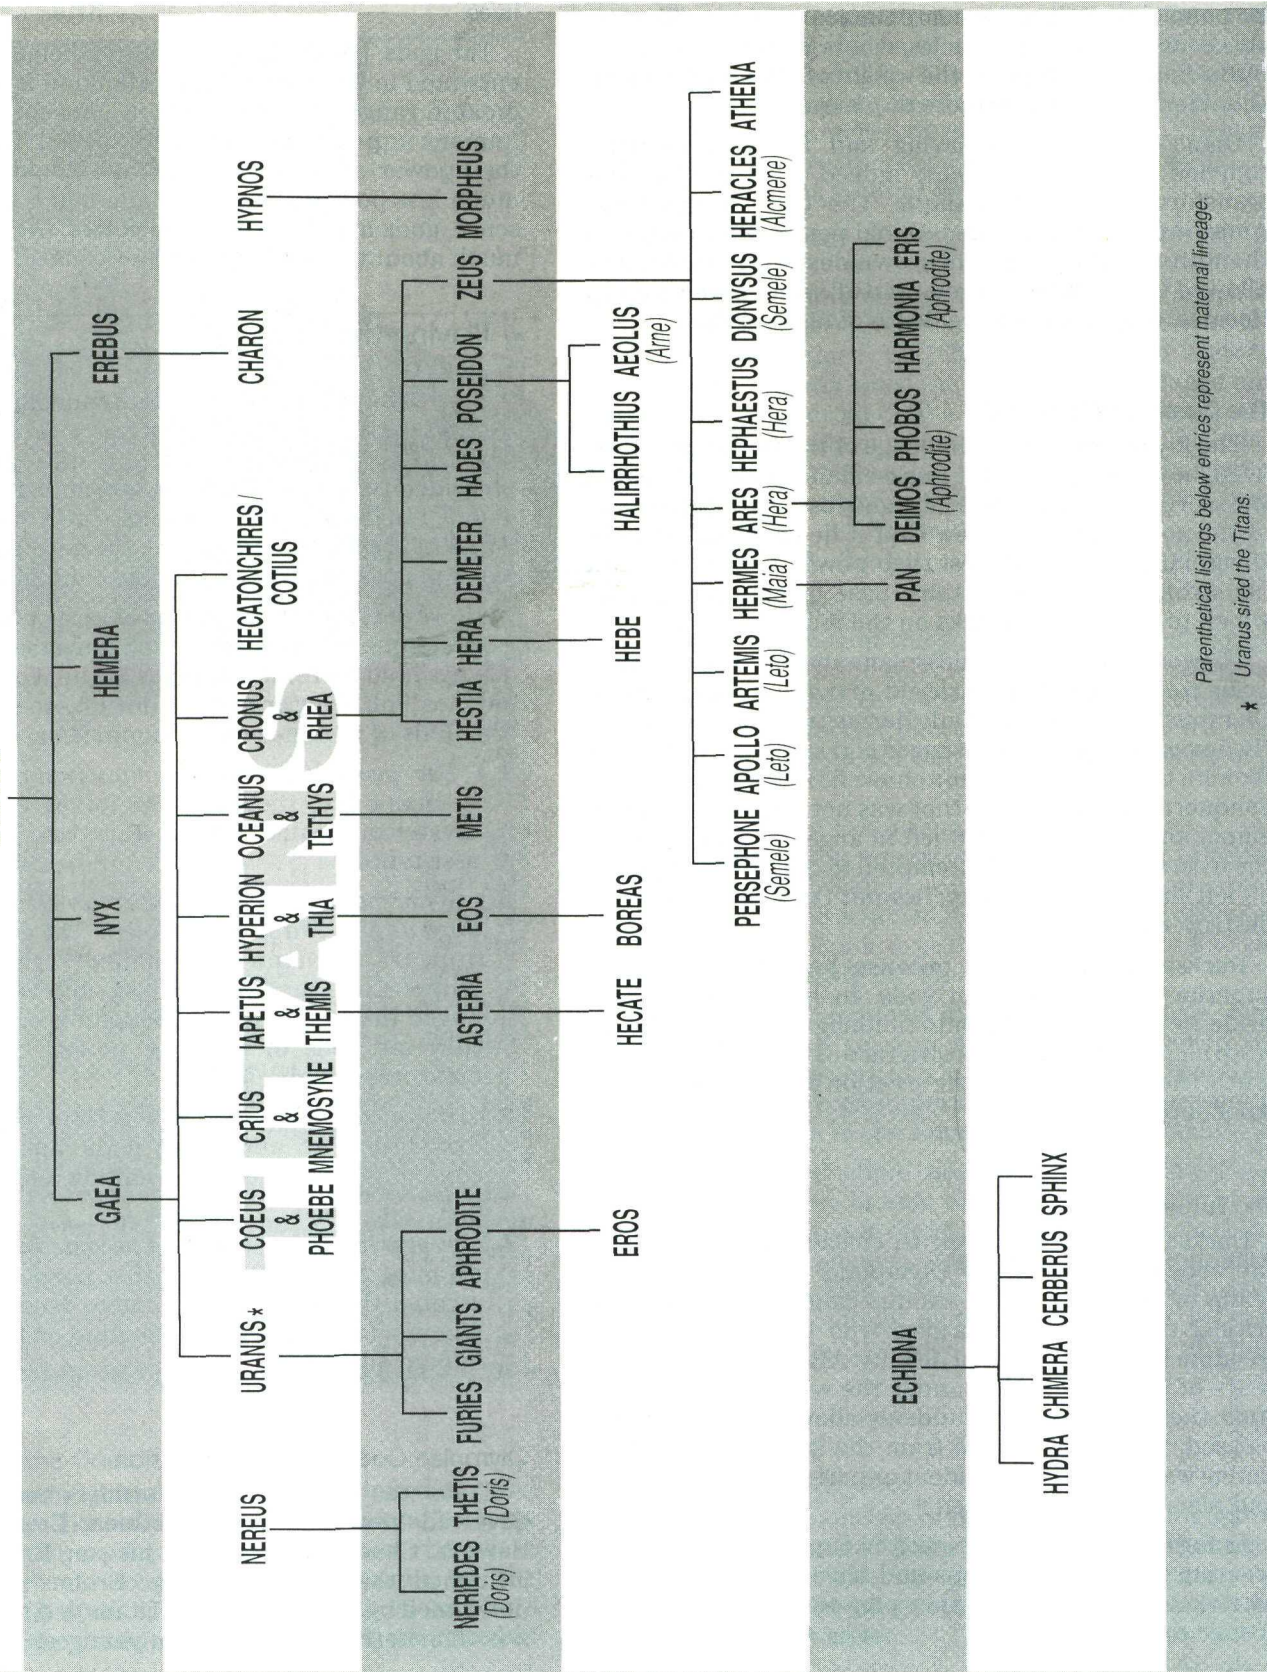 GAEA NYX HEMERA EREBUS
NEREUS URANUS* COEUS CRIUS IAPETUS HYPERION OCEANUS CRONUS HECATONCHIRES/ CHARON HYPNOS
& & & & & & COTIUS
PHOEBE MNEMOSYNE THEMIS THIA TETHYS RHEA
TITANS
NERIEDES THETIS FURIES GIANTS APHRODITE ASTERIA EOS METIS HESTIA HERA DEMETER HADES POSEIDON ZEUS MORPHEUS
(Doris) (Doris)
EROS HECATE BOREAS HEBE HALIRRHOTHIUS AEOLUS
(Arne)
PERSEPHONE APOLLO ARTEMIS HERMES ARES HEPHAESTUS DIONYSUS HERACLES ATHENA
(Semele) (Leto) (Leto) (Maia) (Hera) (Hera) (Semele) (Alcmene)
ECHIDNA PAN DEIMOS PHOBOS HARMONIA ERIS
(Aphrodite) (Aphrodite)
HYDRA CHIMERA CERBERUS SPHINX
Parenthetical listings below entries represent maternal lineage.
* Uranus sired the Titans.